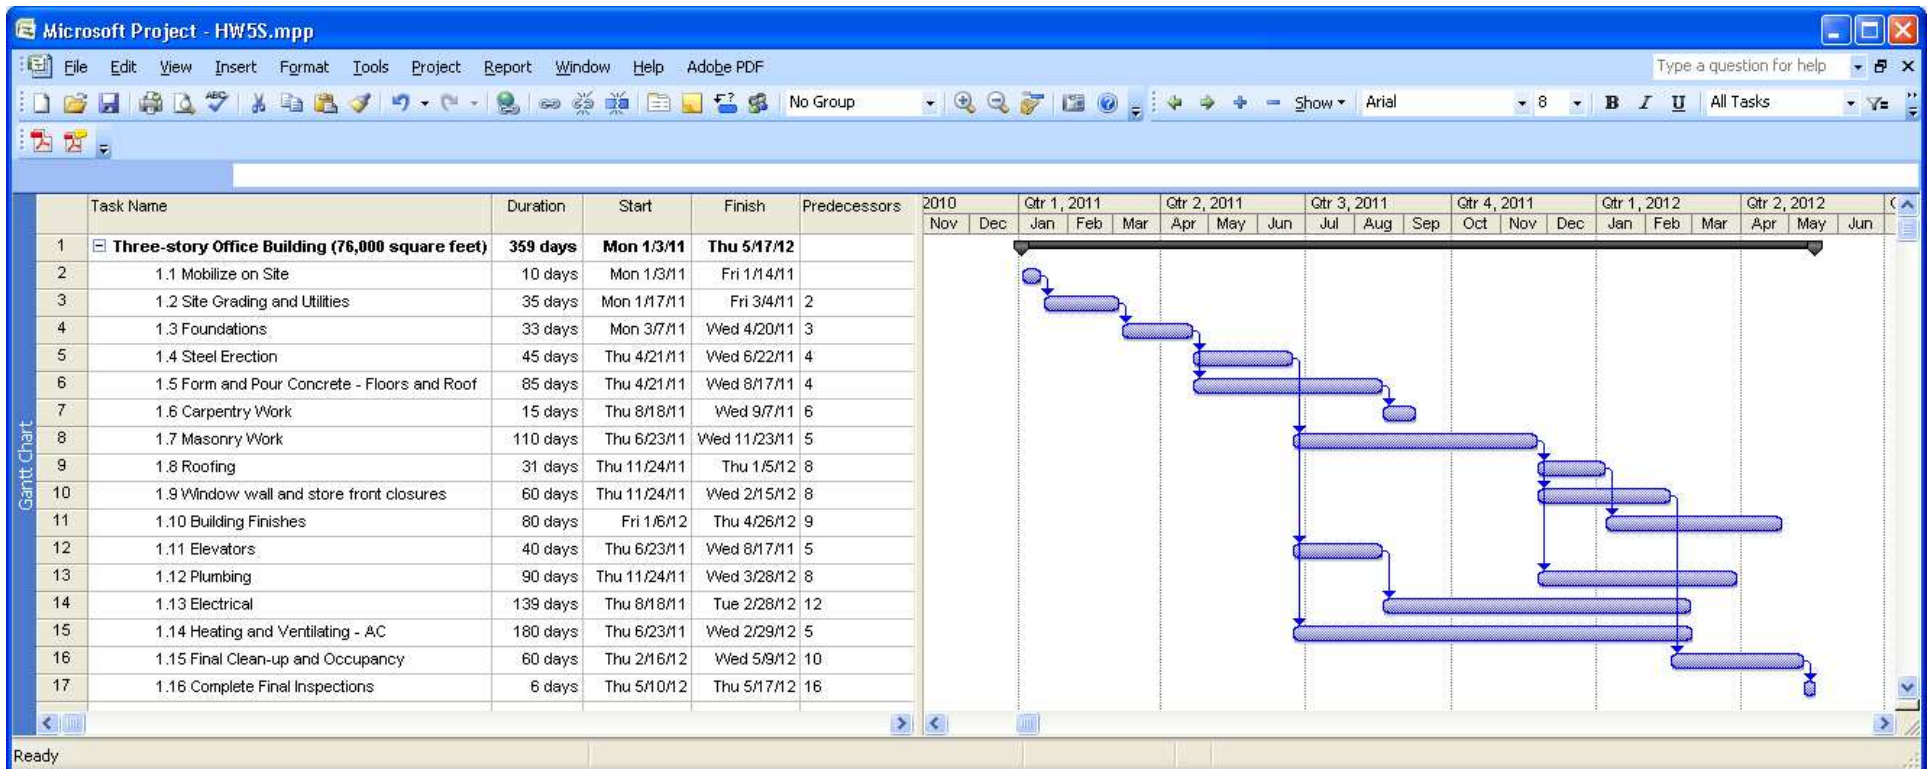 Microsoft Project - HW5S.mpp
File Edit View Insert Format Tools Project Report Window Help Adobe PDF Type a question for help
No Group Show Arial 8 B I U All Tasks
Task Name Duration Start Finish Predecessors
2010 Qtr 1, 2011 Qtr 2, 2011 Qtr 3, 2011 Qtr 4, 2011 Qtr 1, 2012 Qtr 2, 2012
Nov Dec Jan Feb Mar Apr May Jun Jul Aug Sep Oct Nov Dec Jan Feb Mar Apr May Jun
1 Three-story Office Building (76,000 square feet) 359 days Mon 1/3/11 Thu 5/17/12
2 1.1 Mobilize on Site 10 days Mon 1/3/11 Fri 1/14/11
3 1.2 Site Grading and Utilities 35 days Mon 1/17/11 Fri 3/4/11 2
4 1.3 Foundations 33 days Mon 3/7/11 Wed 4/20/11 3
5 1.4 Steel Erection 45 days Thu 4/21/11 Wed 6/22/11 4
6 1.5 Form and Pour Concrete - Floors and Roof 85 days Thu 4/21/11 Wed 8/17/11 4
7 1.6 Carpentry Work 15 days Thu 8/18/11 Wed 9/7/11 6
8 1.7 Masonry Work 110 days Thu 6/23/11 Wed 11/23/11 5
9 1.8 Roofing 31 days Thu 11/24/11 Thu 1/5/12 8
10 1.9 Window wall and store front closures 60 days Thu 11/24/11 Wed 2/15/12 8
11 1.10 Building Finishes 80 days Fri 1/6/12 Thu 4/26/12 9
12 1.11 Elevators 40 days Thu 6/23/11 Wed 8/17/11 5
13 1.12 Plumbing 90 days Thu 11/24/11 Wed 3/28/12 8
14 1.13 Electrical 139 days Thu 8/18/11 Tue 2/28/12 12
15 1.14 Heating and Ventilating - AC 180 days Thu 6/23/11 Wed 2/29/12 5
16 1.15 Final Clean-up and Occupancy 60 days Thu 2/16/12 Wed 5/9/12 10
17 1.16 Complete Final Inspections 6 days Thu 5/10/12 Thu 5/17/12 16
Gantt Chart
Ready